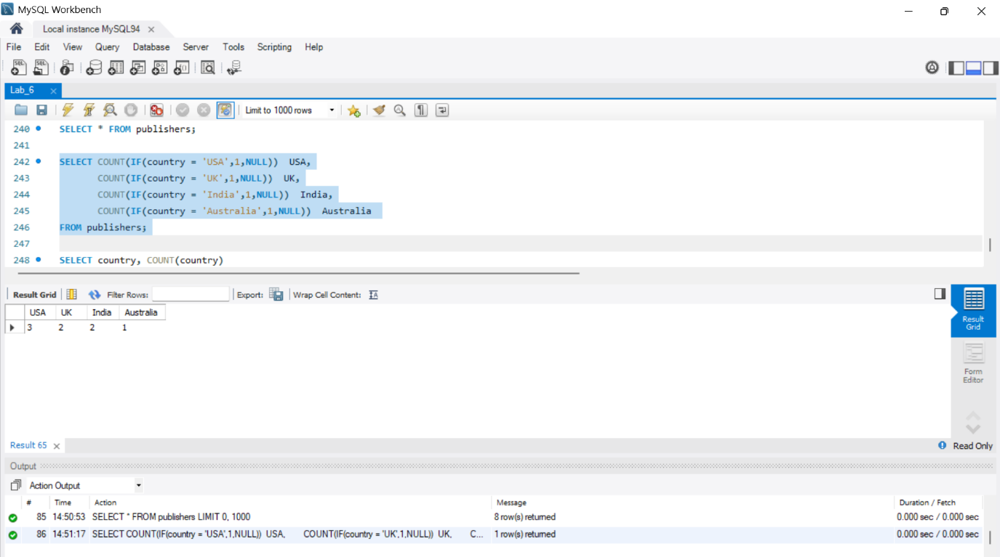 MySQL Workbench
Local instance MySQL94
File Edit View Query Database Server Tools Scripting Help
Lab_6
Limit to 1000 rows
240 SELECT * FROM publishers;
241
242 SELECT COUNT(IF(country = 'USA',1,NULL)) USA,
243 COUNT(IF(country = 'UK',1,NULL)) UK,
244 COUNT(IF(country = 'India',1,NULL)) India,
245 COUNT(IF(country = 'Australia',1,NULL)) Australia
246 FROM publishers;
247
248 SELECT country, COUNT(country)
Result Grid Filter Rows: Export: Wrap Cell Content:
USA UK India Australia
3 2 2 1
Result Grid
Form Editor
Result 65
Read Only
Output
Action Output
# Time Action Message Duration / Fetch
85 14:50:53 SELECT * FROM publishers LIMIT 0, 1000 8 row(s) returned 0.000 sec / 0.000 sec
86 14:51:17 SELECT COUNT(IF(country = 'USA',1,NULL)) USA, COUNT(IF(country = 'UK',1,NULL)) UK, C... 1 row(s) returned 0.000 sec / 0.000 sec